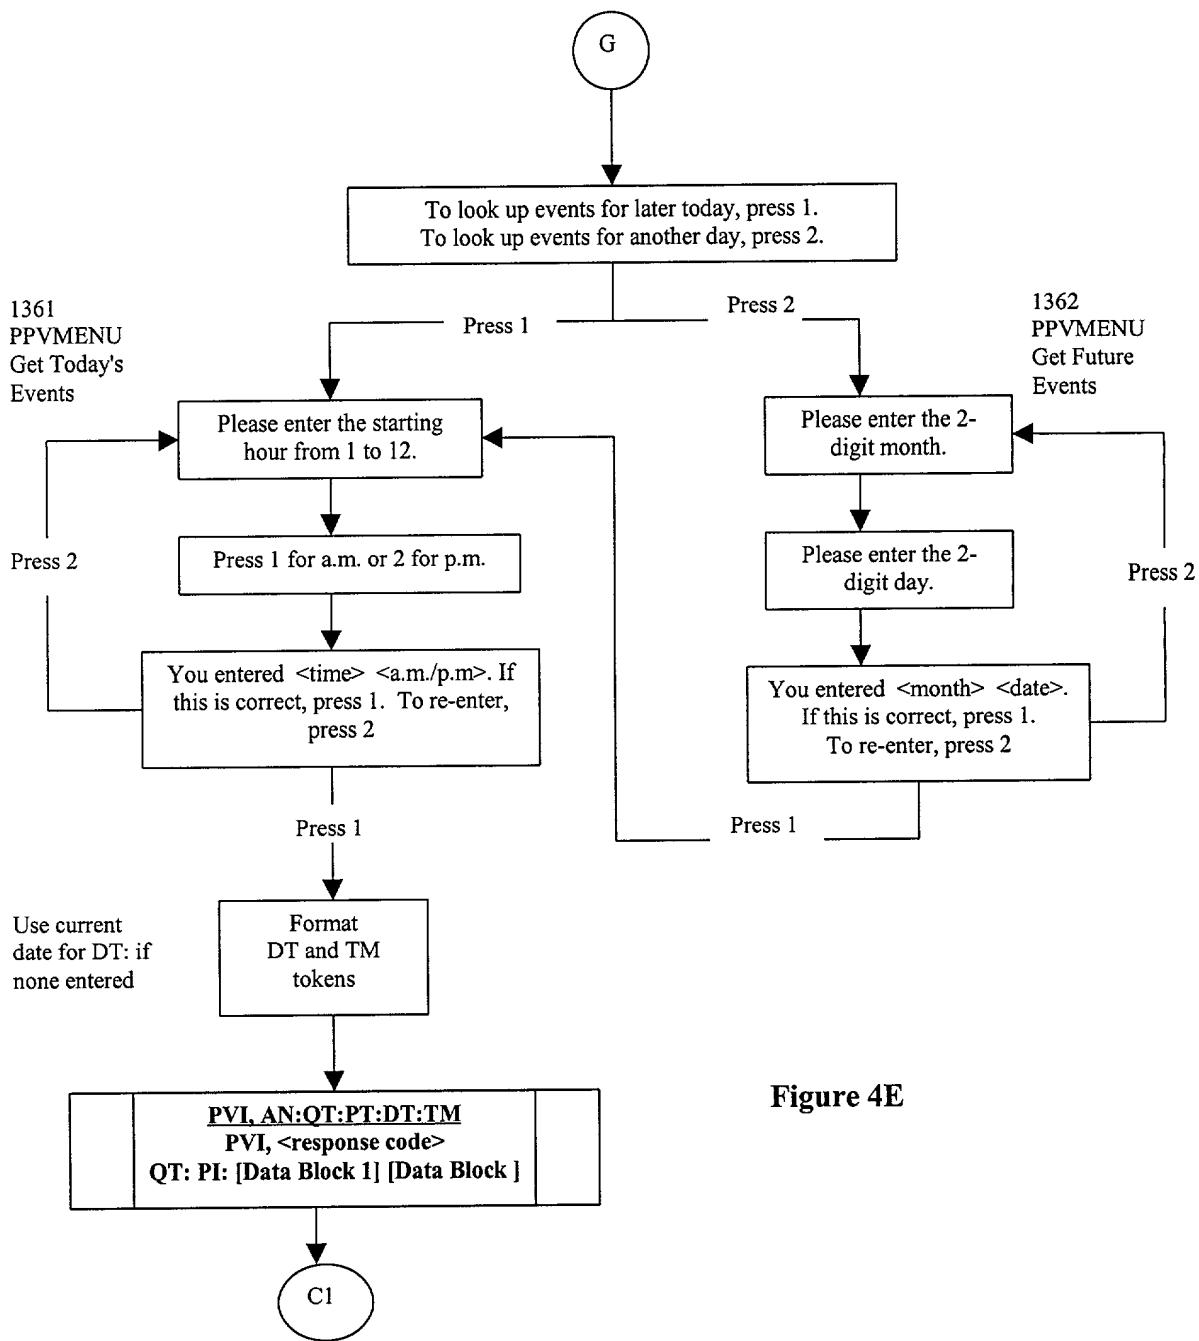 G
To look up events for later today, press 1.
To look up events for another day, press 2.
1361
PPVMENU
Get Today's
Events
Press 1
Press 2
1362
PPVMENU
Get Future
Events
Please enter the starting
hour from 1 to 12.
Please enter the 2-
digit month.
Press 2
Press 1 for a.m. or 2 for p.m.
Please enter the 2-
digit day.
Press 2
You entered <time> <a.m./p.m>. If
this is correct, press 1. To re-enter,
press 2
You entered <month> <date>.
If this is correct, press 1.
To re-enter, press 2
Press 1
Press 1
Use current
date for DT: if
none entered
Format
DT and TM
tokens
PVI, AN:QT:PT:DT:TM
PVI, <response code>
QT: PI: [Data Block 1] [Data Block ]
Figure 4E
C1